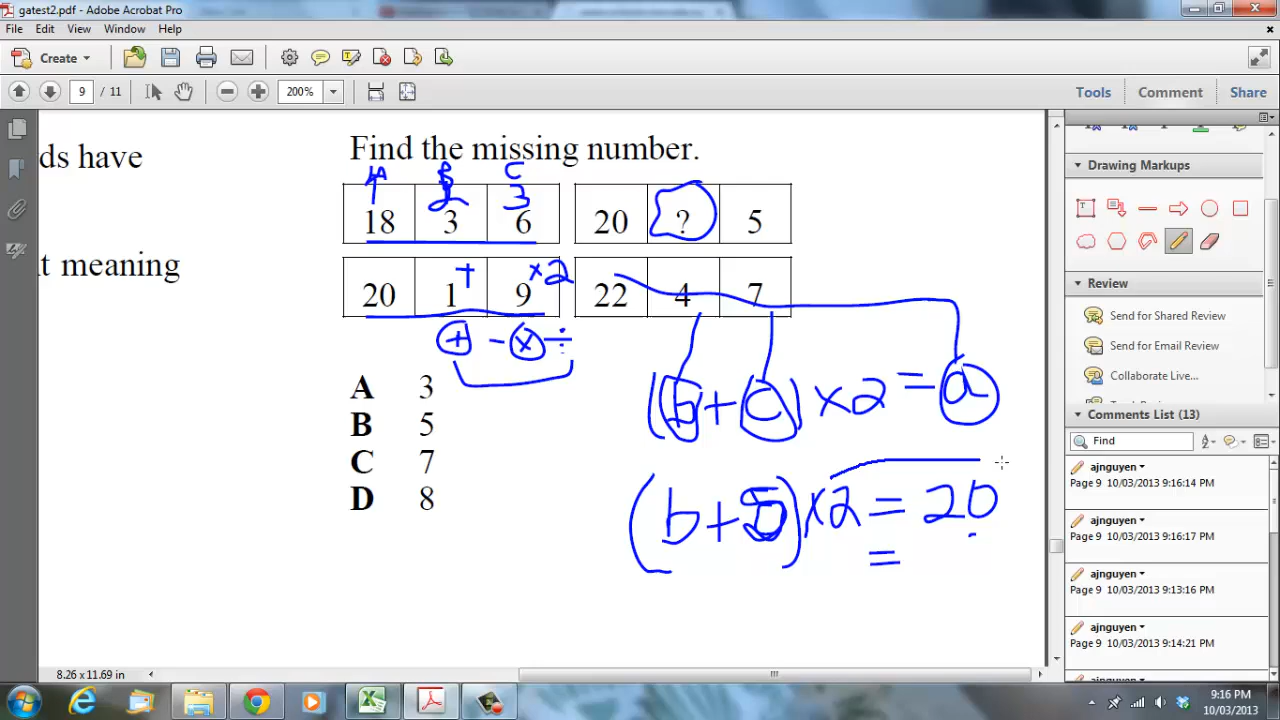 gatest2.pdf - Adobe Acrobat Pro
File Edit View Window Help
Create
9 / 11 200% Tools Comment Share
ds have
t meaning
Find the missing number.
A B C
2 3
18 3 6 20 ? 5
+ ×2
20 1 9 22 4 7
+ - × ÷
A 3
B 5
C 7
D 8
(b+c) ×2 = a
(b+5) ×2 = 20
=
Drawing Markups
T
Review
Send for Shared Review
Send for Email Review
Collaborate Live...
Comments List (13)
Find
ajnguyen
Page 9 10/03/2013 9:16:14 PM
ajnguyen
Page 9 10/03/2013 9:16:17 PM
ajnguyen
Page 9 10/03/2013 9:13:16 PM
ajnguyen
Page 9 10/03/2013 9:14:21 PM
8.26 x 11.69 in
9:16 PM
10/03/2013